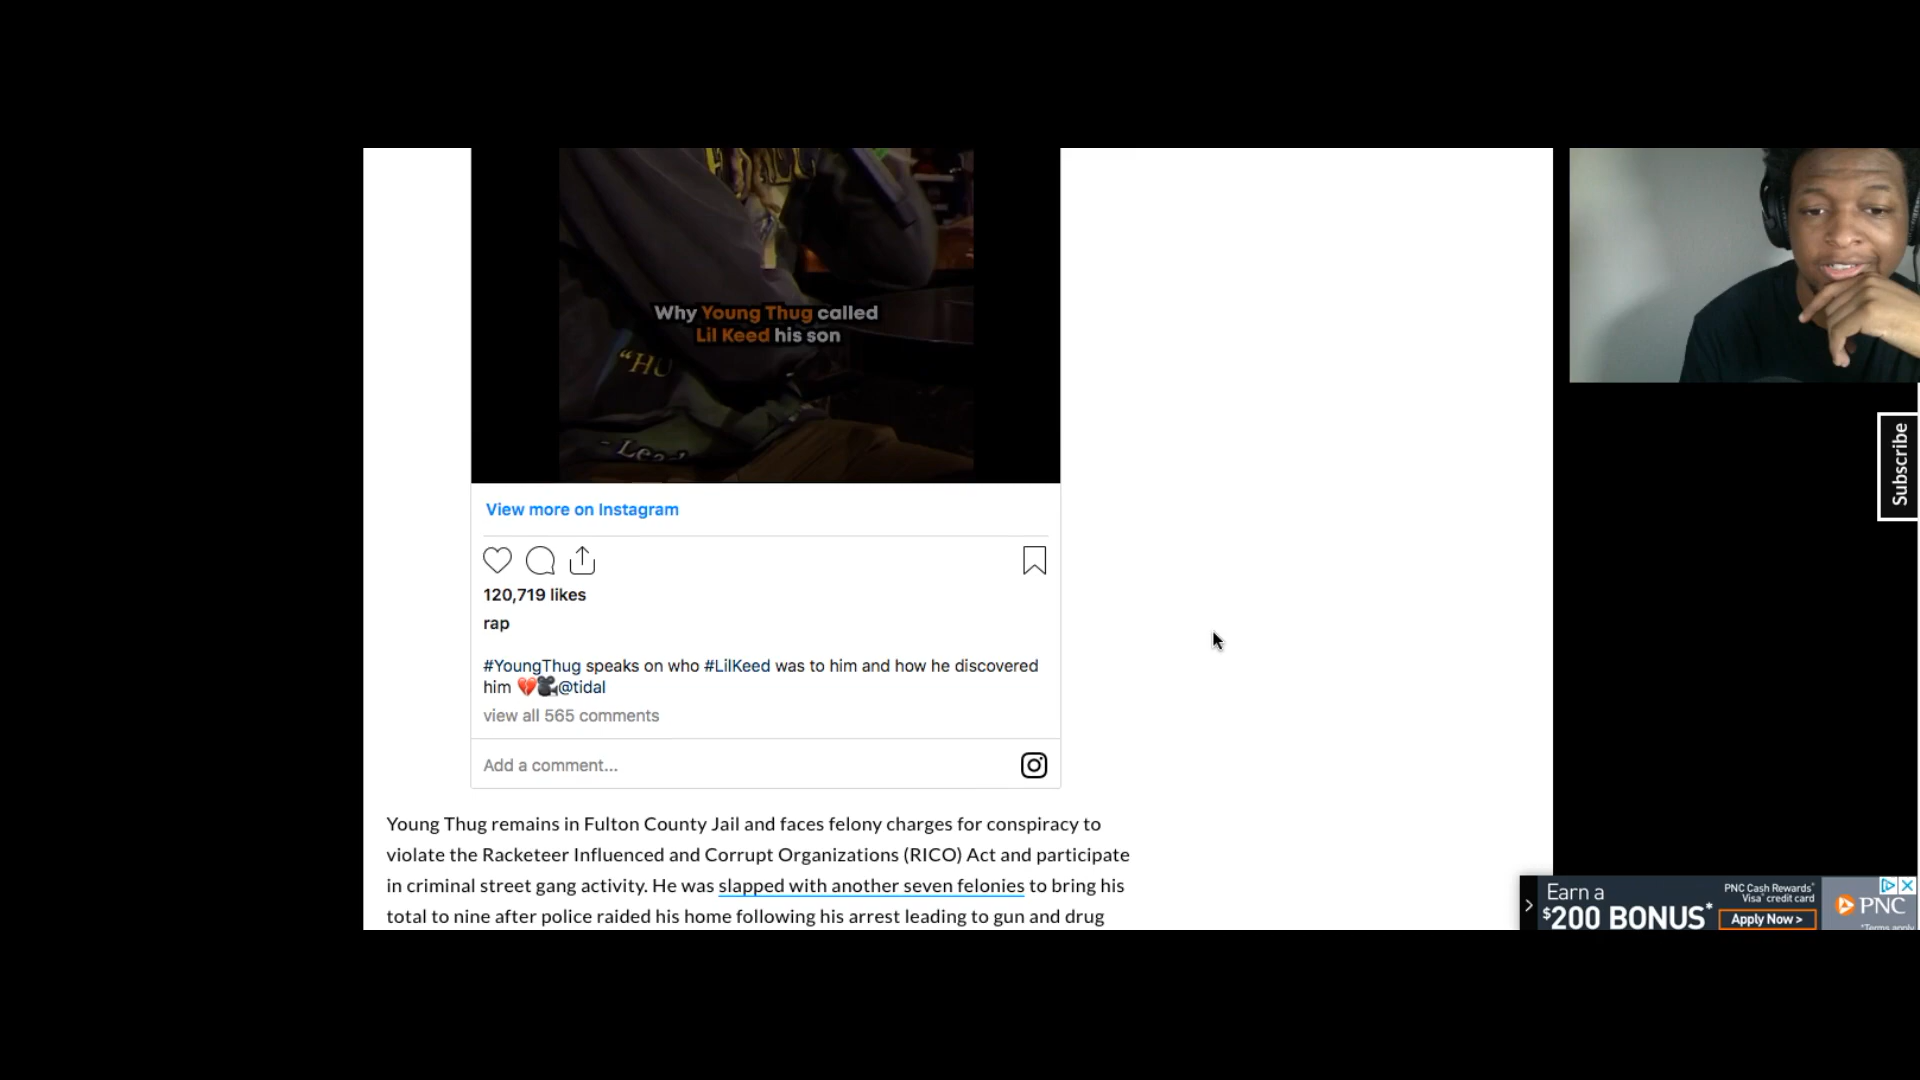 Why Young Thug called
Lil Keed his son
"HU
- Lead
View more on Instagram
120,719 likes
rap
#YoungThug speaks on who #LilKeed was to him and how he discovered
him 💔🎥@tidal
view all 565 comments
Add a comment...
Young Thug remains in Fulton County Jail and faces felony charges for conspiracy to
violate the Racketeer Influenced and Corrupt Organizations (RICO) Act and participate
in criminal street gang activity. He was slapped with another seven felonies to bring his
total to nine after police raided his home following his arrest leading to gun and drug
Subscribe
Earn a
$200 BONUS*
PNC Cash Rewards®
Visa® credit card
Apply Now >
PNC
*Terms apply